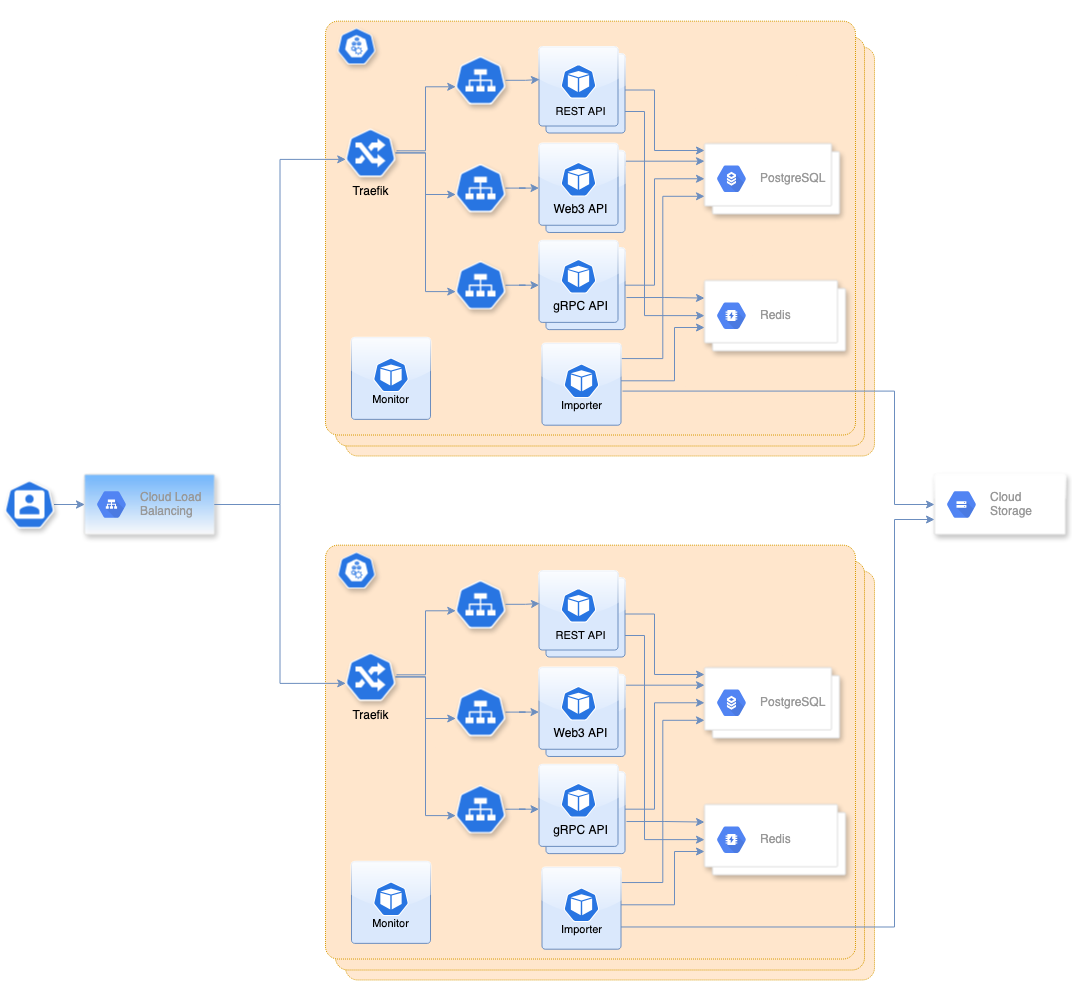 REST API
PostgreSQL
Traefik
Web3 API
gRPC API
Redis
Monitor
Importer
Cloud Load
Balancing
Cloud
Storage
REST API
PostgreSQL
Traefik
Web3 API
gRPC API
Redis
Monitor
Importer